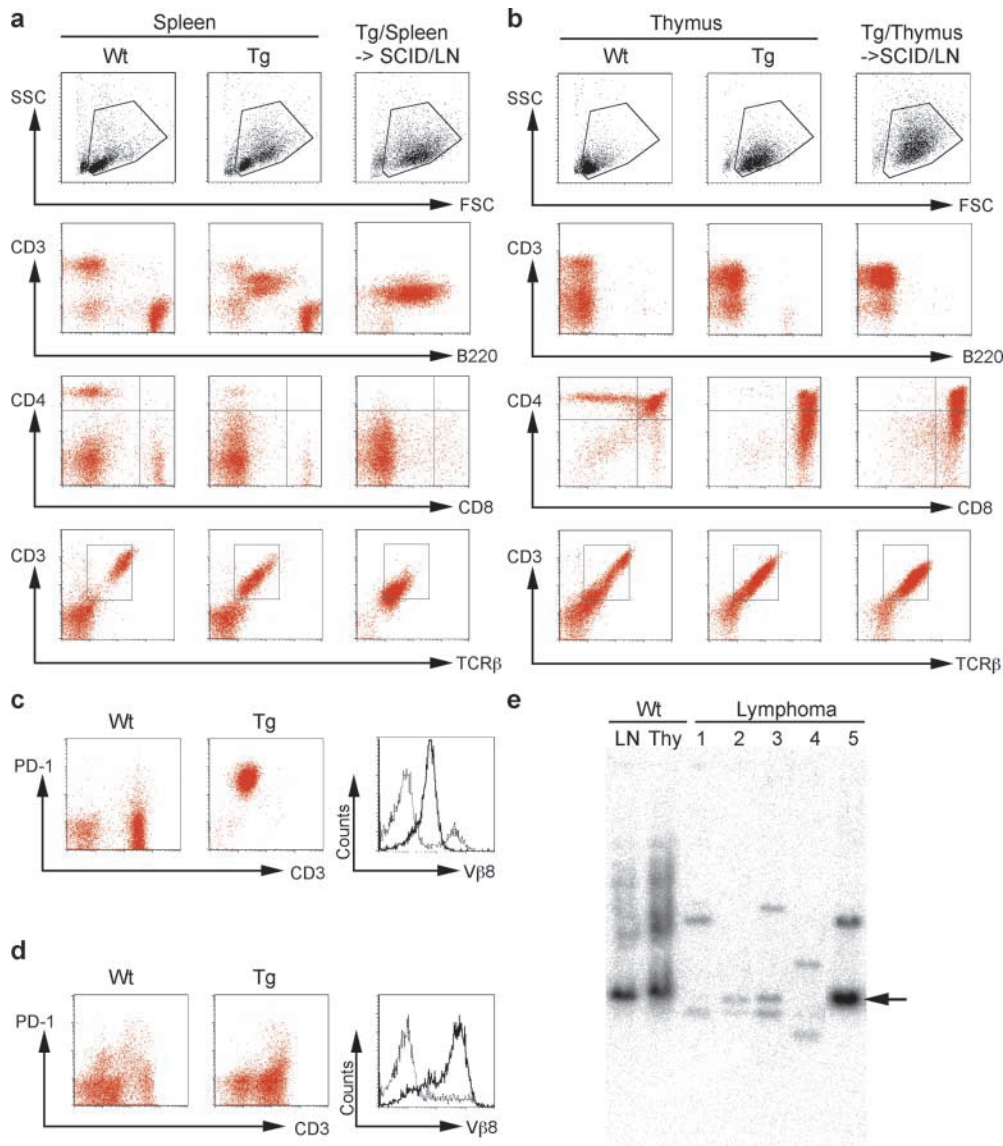 a
Spleen
Wt
Tg
Tg/Spleen
-> SCID/LN
SSC
FSC
CD3
B220
CD4
CD8
CD3
TCRβ
b
Thymus
Wt
Tg
Tg/Thymus
->SCID/LN
SSC
FSC
CD3
B220
CD4
CD8
CD3
TCRβ
c
Wt
Tg
PD-1
CD3
Counts
Vβ8
d
Wt
Tg
PD-1
CD3
Counts
Vβ8
e
Wt Lymphoma
LN Thy 1 2 3 4 5